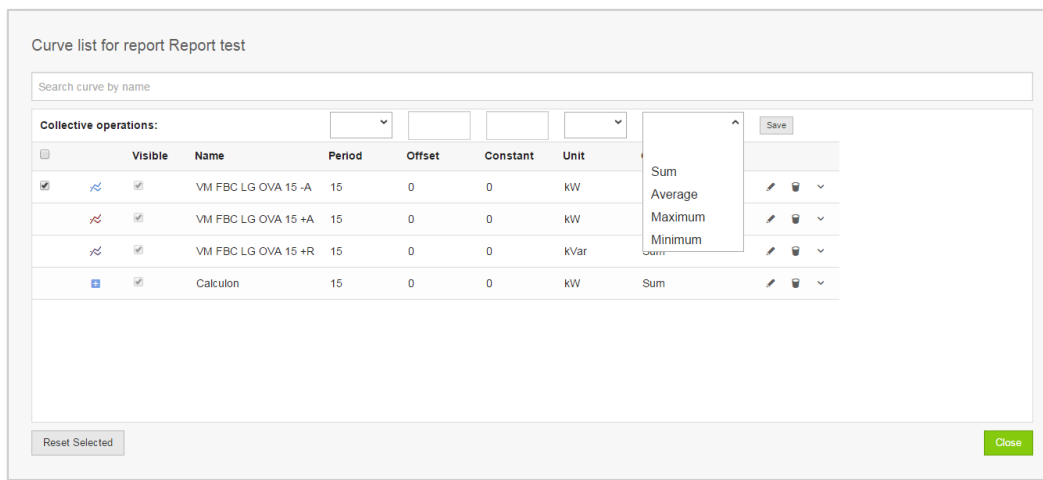 Curve list for report Report test
Search curve by name
Collective operations: Save
Visible Name Period Offset Constant Unit
Sum
Average
Maximum
Minimum
VM FBC LG OVA 15 -A 15 0 0 kW
VM FBC LG OVA 15 +A 15 0 0 kW
VM FBC LG OVA 15 +R 15 0 0 kVar Sum
Calculon 15 0 0 kW Sum
Reset Selected Close